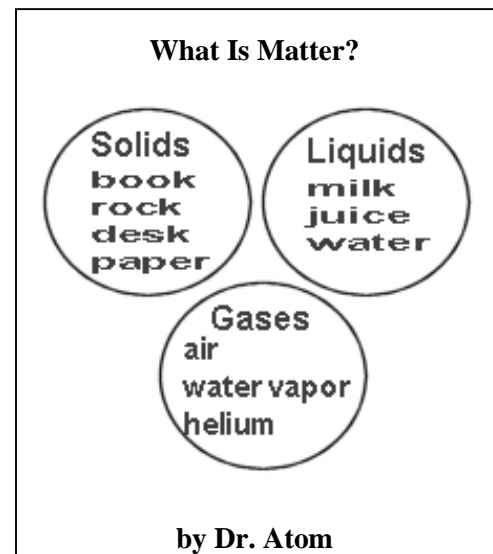 What Is Matter?
Solids
book
rock
desk
paper
Liquids
milk
juice
water
Gases
air
water vapor
helium
by Dr. Atom